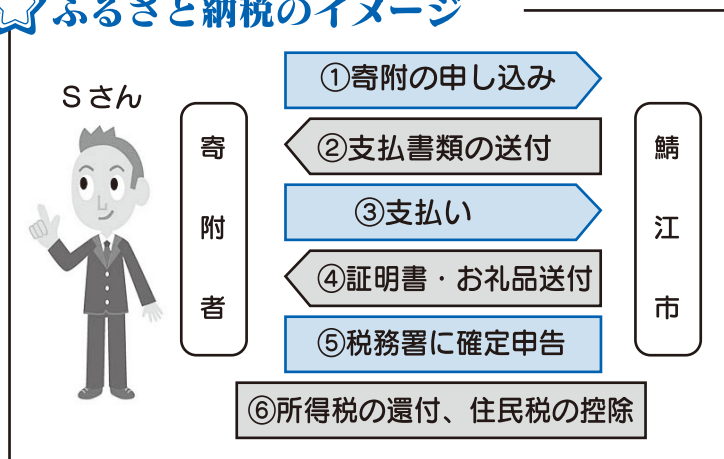 ふるさと納税のイメージ
Sさん
寄附者
①寄附の申し込み
②支払書類の送付
③支払い
④証明書・お礼品送付
⑤税務署に確定申告
⑥所得税の還付、住民税の控除
鯖江市